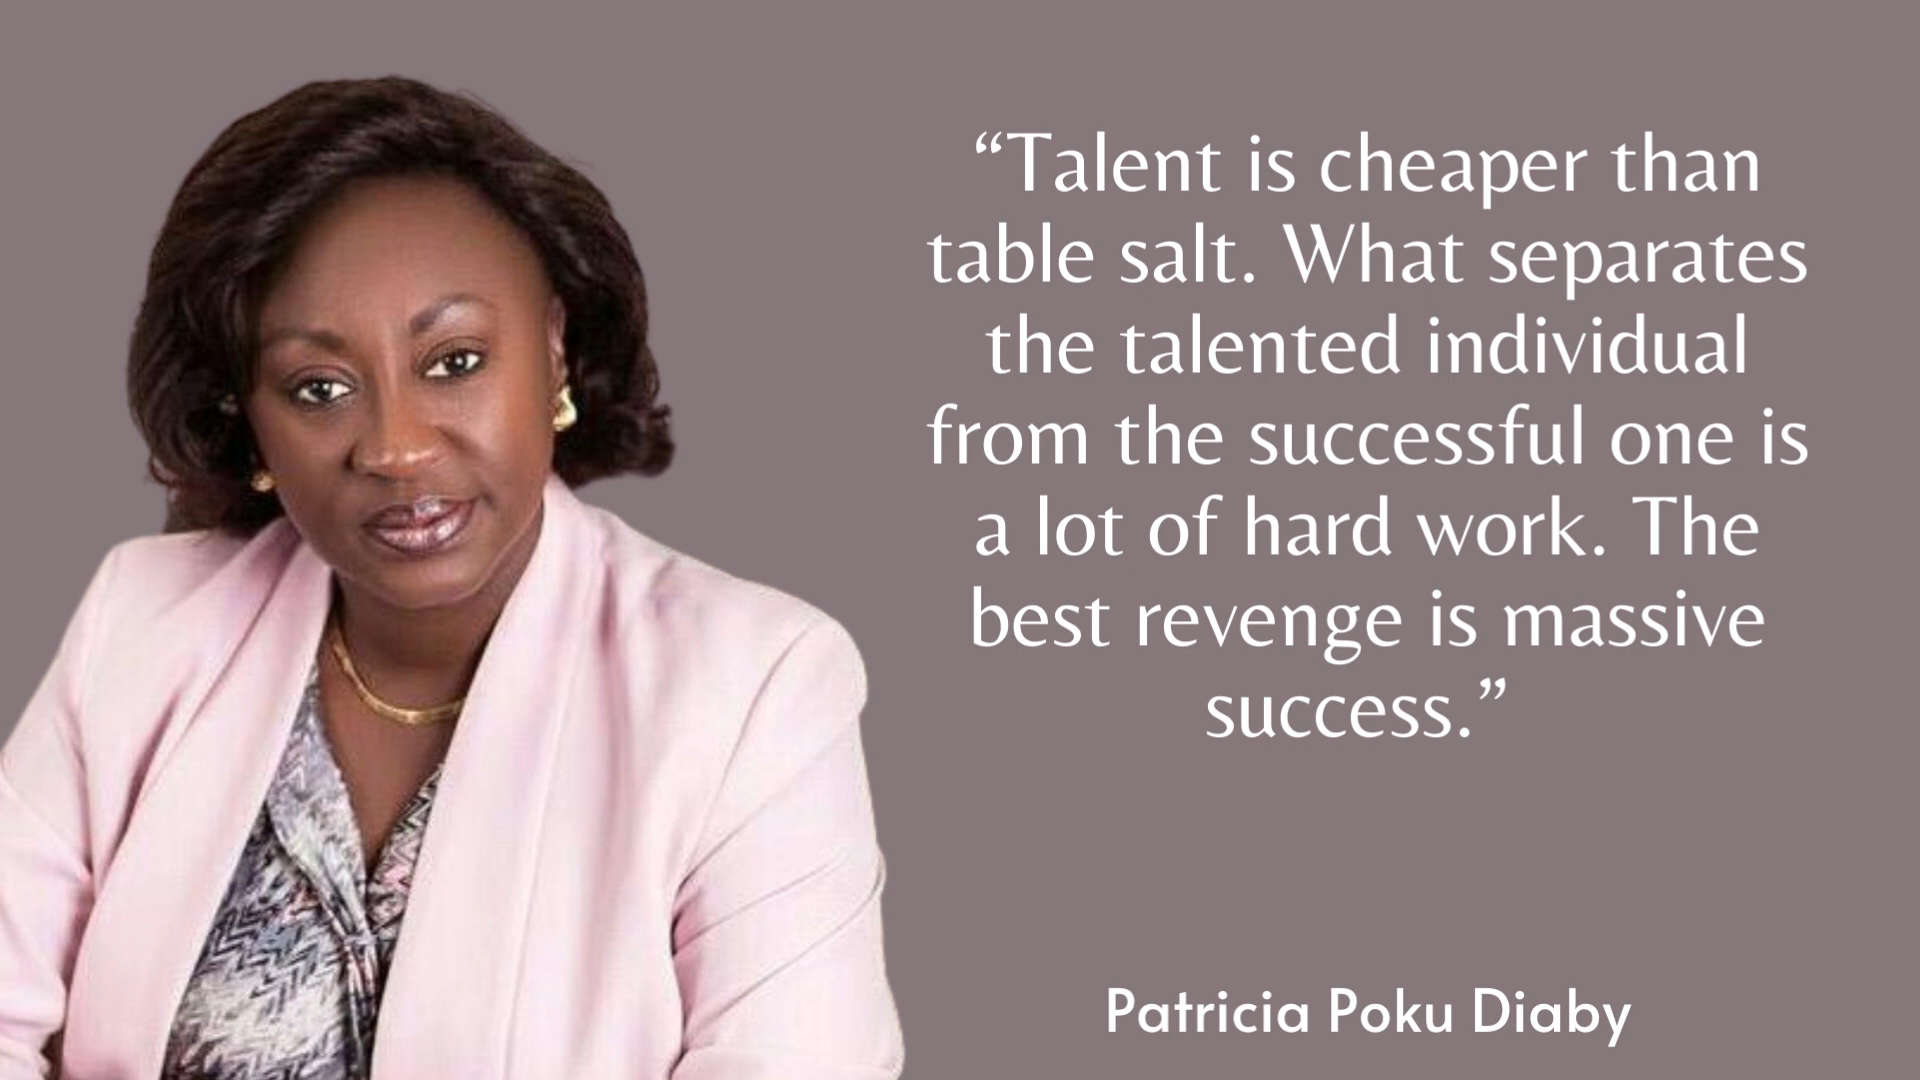 “Talent is cheaper than
table salt. What separates
the talented individual
from the successful one is
a lot of hard work. The
best revenge is massive
success.”
Patricia Poku Diaby